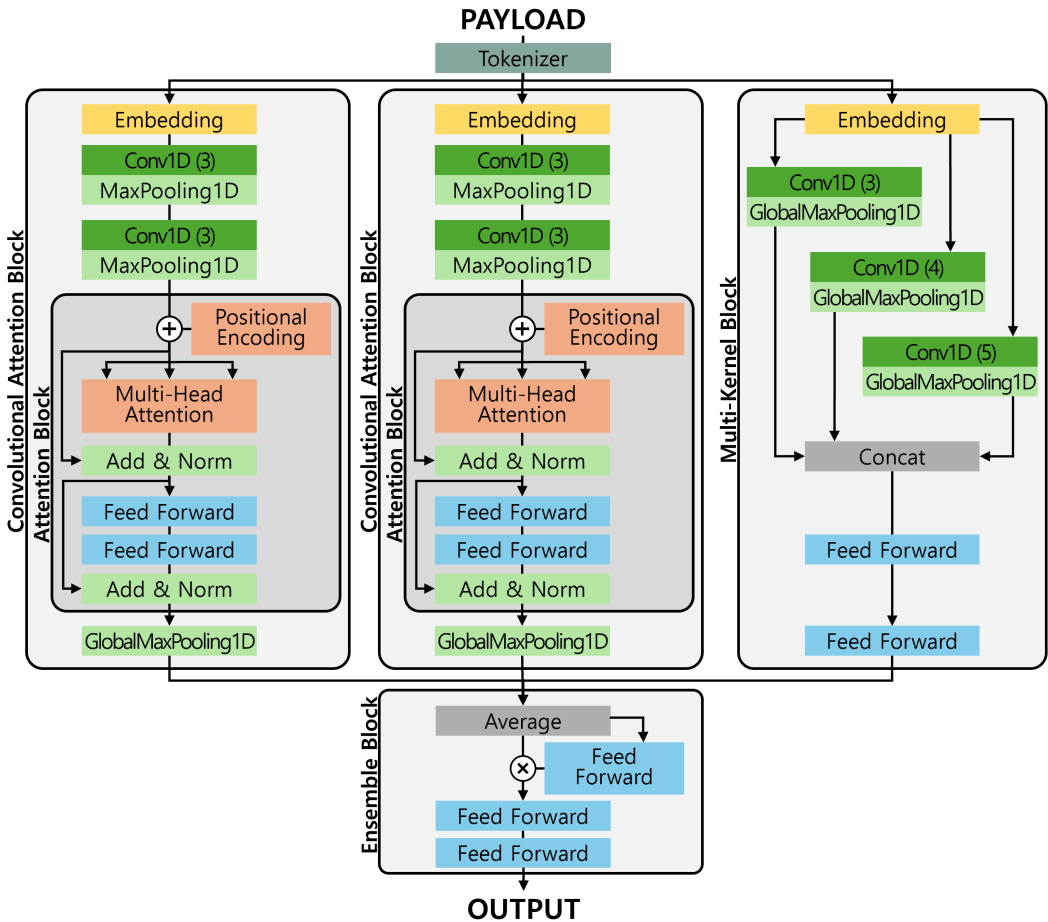 PAYLOAD
Tokenizer
Convolutional Attention Block
Embedding
Conv1D (3)
MaxPooling1D
Conv1D (3)
MaxPooling1D
Attention Block
Positional
Encoding
Multi-Head
Attention
Add & Norm
Feed Forward
Feed Forward
Add & Norm
GlobalMaxPooling1D
Convolutional Attention Block
Embedding
Conv1D (3)
MaxPooling1D
Conv1D (3)
MaxPooling1D
Attention Block
Positional
Encoding
Multi-Head
Attention
Add & Norm
Feed Forward
Feed Forward
Add & Norm
GlobalMaxPooling1D
Multi-Kernel Block
Embedding
Conv1D (3)
GlobalMaxPooling1D
Conv1D (4)
GlobalMaxPooling1D
Conv1D (5)
GlobalMaxPooling1D
Concat
Feed Forward
Feed Forward
Ensemble Block
Average
Feed
Forward
Feed Forward
Feed Forward
OUTPUT